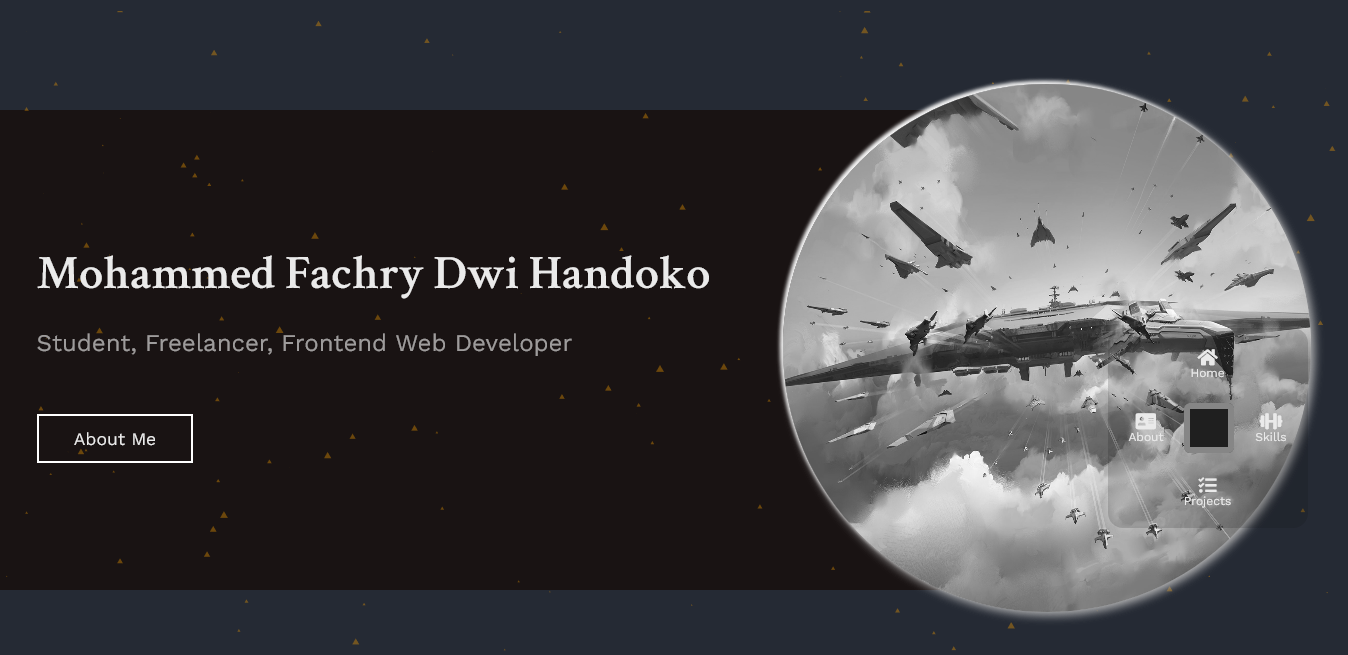 Mohammed Fachry Dwi Handoko
Student, Freelancer, Frontend Web Developer
About Me
Home
About
Skills
Projects